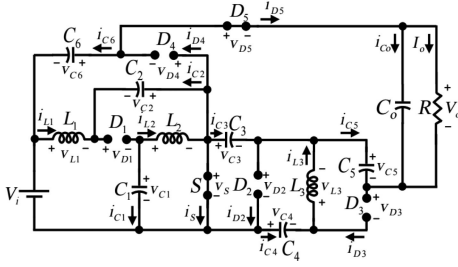 D5 iD5
+ vD5 −
C6 iC6 D4 iD4
− vC6 + − vD4 +
iCo Io
C2 iC2
− vC2 +
iL1 L1 D1 iL2 L2 iC3 C3 iC5
+ vL1 − + vD1 − + − + vC3 −
Co R + Vo −
iL3 C5 + vC5 −
Vi C1 + vC1 − S + vS − D2 + vD2 − L3 − vL3 + D3 + vD3 −
iC1 iS iD2 vC4 iC4 C4 iD3